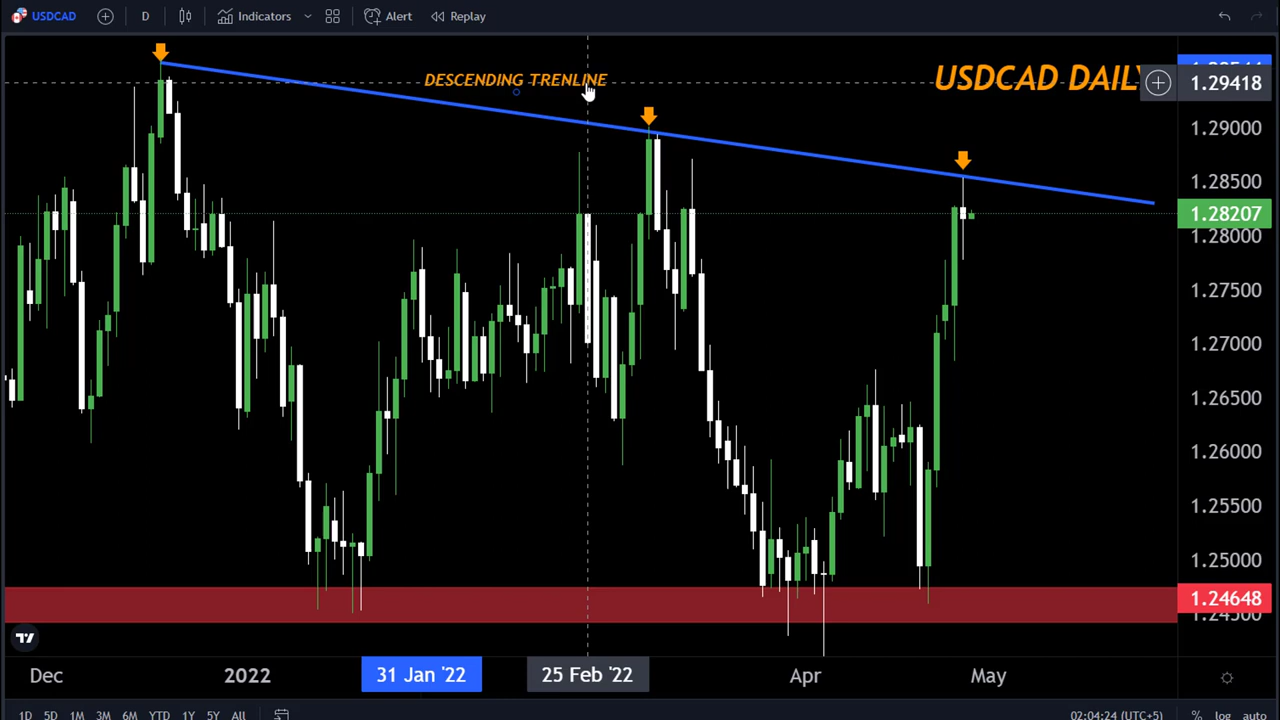 USDCAD D Indicators Alert Replay
DESCENDING TRENLINE
USDCAD DAILY
1.29418
1.29000
1.28500
1.28207
1.28000
1.27500
1.27000
1.26500
1.26000
1.25500
1.25000
1.24648
Dec 2022 31 Jan '22 25 Feb '22 Apr May
1D 5D 1M 3M 6M YTD 1Y 5Y All 02:04:24 (UTC+5) % log auto